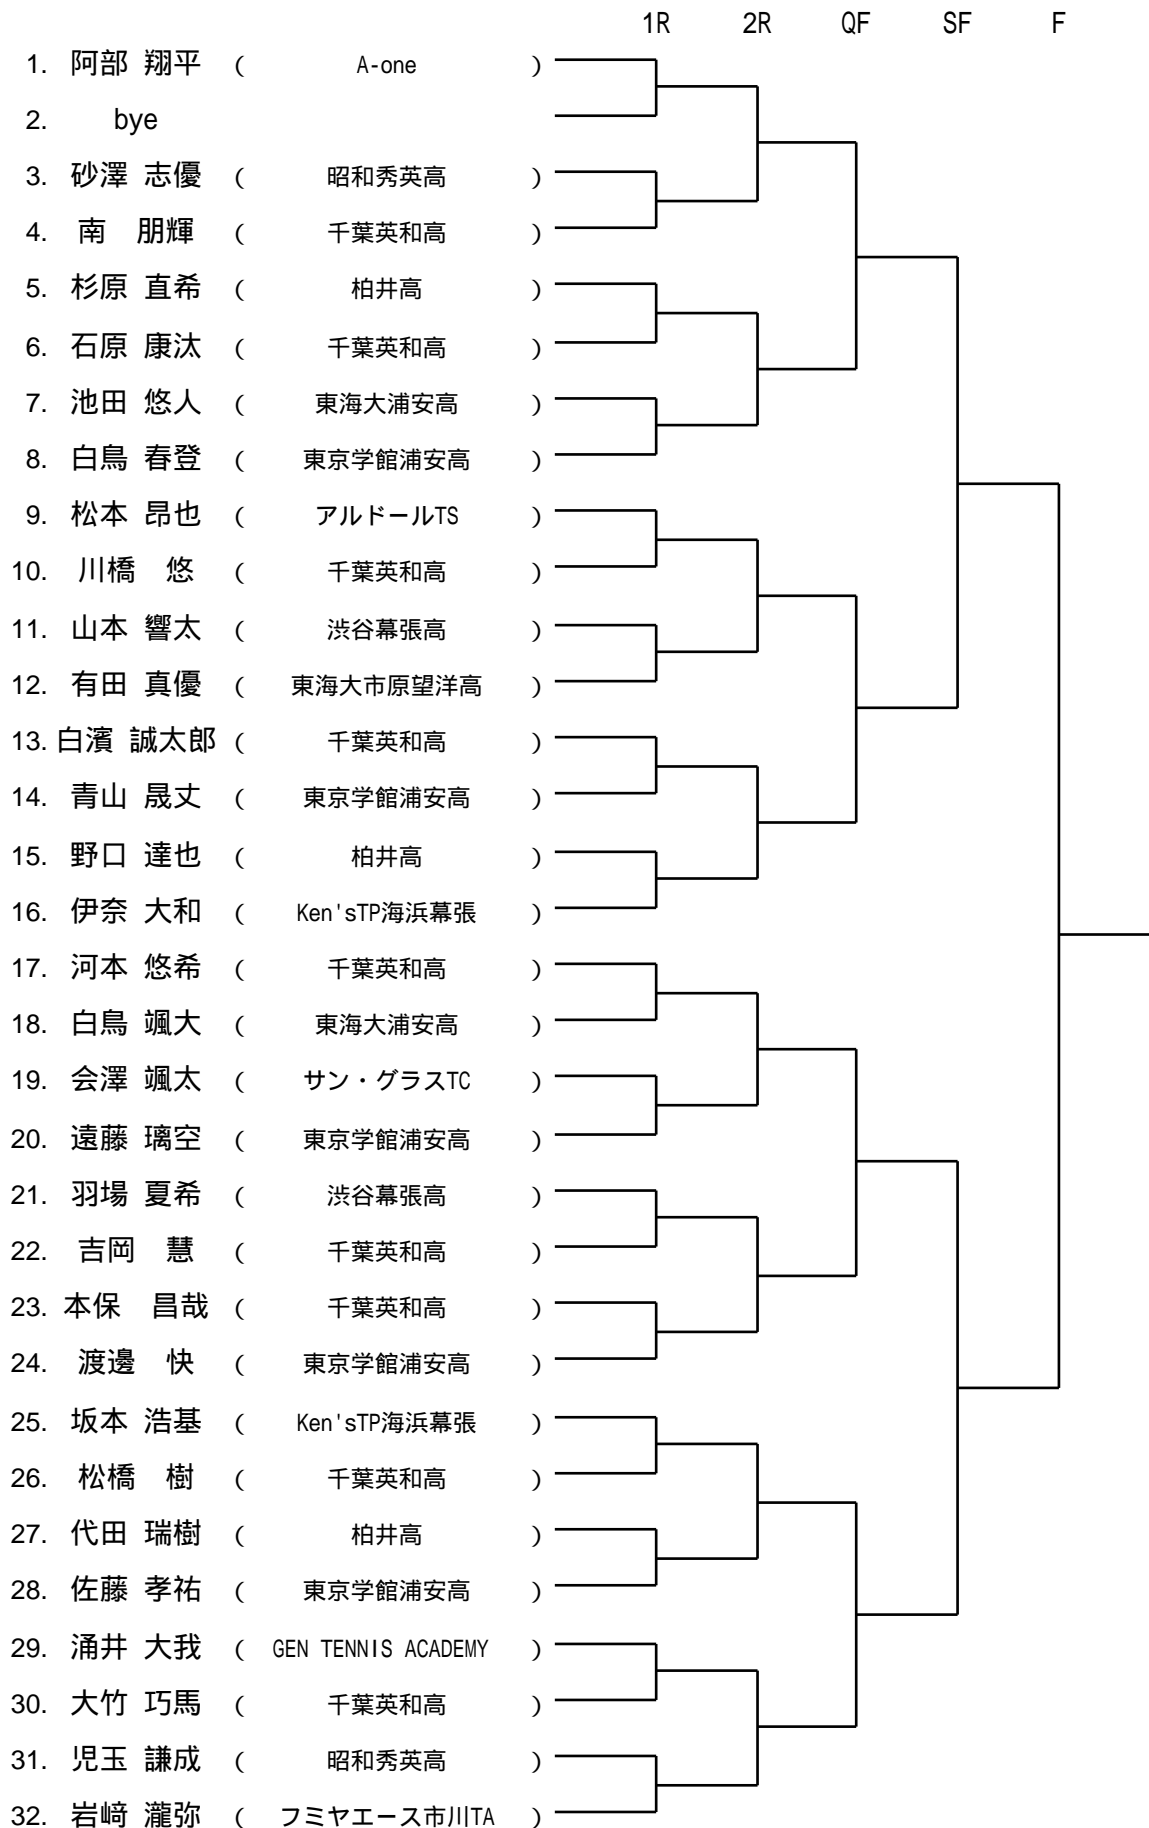 1R 2R QF SF F
1. 阿部 翔平 ( A-one )
2. bye
3. 砂澤 志優 ( 昭和秀英高 )
4. 南 朋輝 ( 千葉英和高 )
5. 杉原 直希 ( 柏井高 )
6. 石原 康汰 ( 千葉英和高 )
7. 池田 悠人 ( 東海大浦安高 )
8. 白鳥 春登 ( 東京学館浦安高 )
9. 松本 昂也 ( アルドールTS )
10. 川橋 悠 ( 千葉英和高 )
11. 山本 響太 ( 渋谷幕張高 )
12. 有田 真優 ( 東海大市原望洋高 )
13. 白濱 誠太郎 ( 千葉英和高 )
14. 青山 晟丈 ( 東京学館浦安高 )
15. 野口 達也 ( 柏井高 )
16. 伊奈 大和 ( Ken'sTP海浜幕張 )
17. 河本 悠希 ( 千葉英和高 )
18. 白鳥 颯大 ( 東海大浦安高 )
19. 会澤 颯太 ( サン・グラスTC )
20. 遠藤 璃空 ( 東京学館浦安高 )
21. 羽場 夏希 ( 渋谷幕張高 )
22. 吉岡 慧 ( 千葉英和高 )
23. 本保 昌哉 ( 千葉英和高 )
24. 渡邊 快 ( 東京学館浦安高 )
25. 坂本 浩基 ( Ken'sTP海浜幕張 )
26. 松橋 樹 ( 千葉英和高 )
27. 代田 瑞樹 ( 柏井高 )
28. 佐藤 孝祐 ( 東京学館浦安高 )
29. 涌井 大我 ( GEN TENNIS ACADEMY )
30. 大竹 巧馬 ( 千葉英和高 )
31. 児玉 謙成 ( 昭和秀英高 )
32. 岩﨑 瀧弥 ( フミヤエース市川TA )